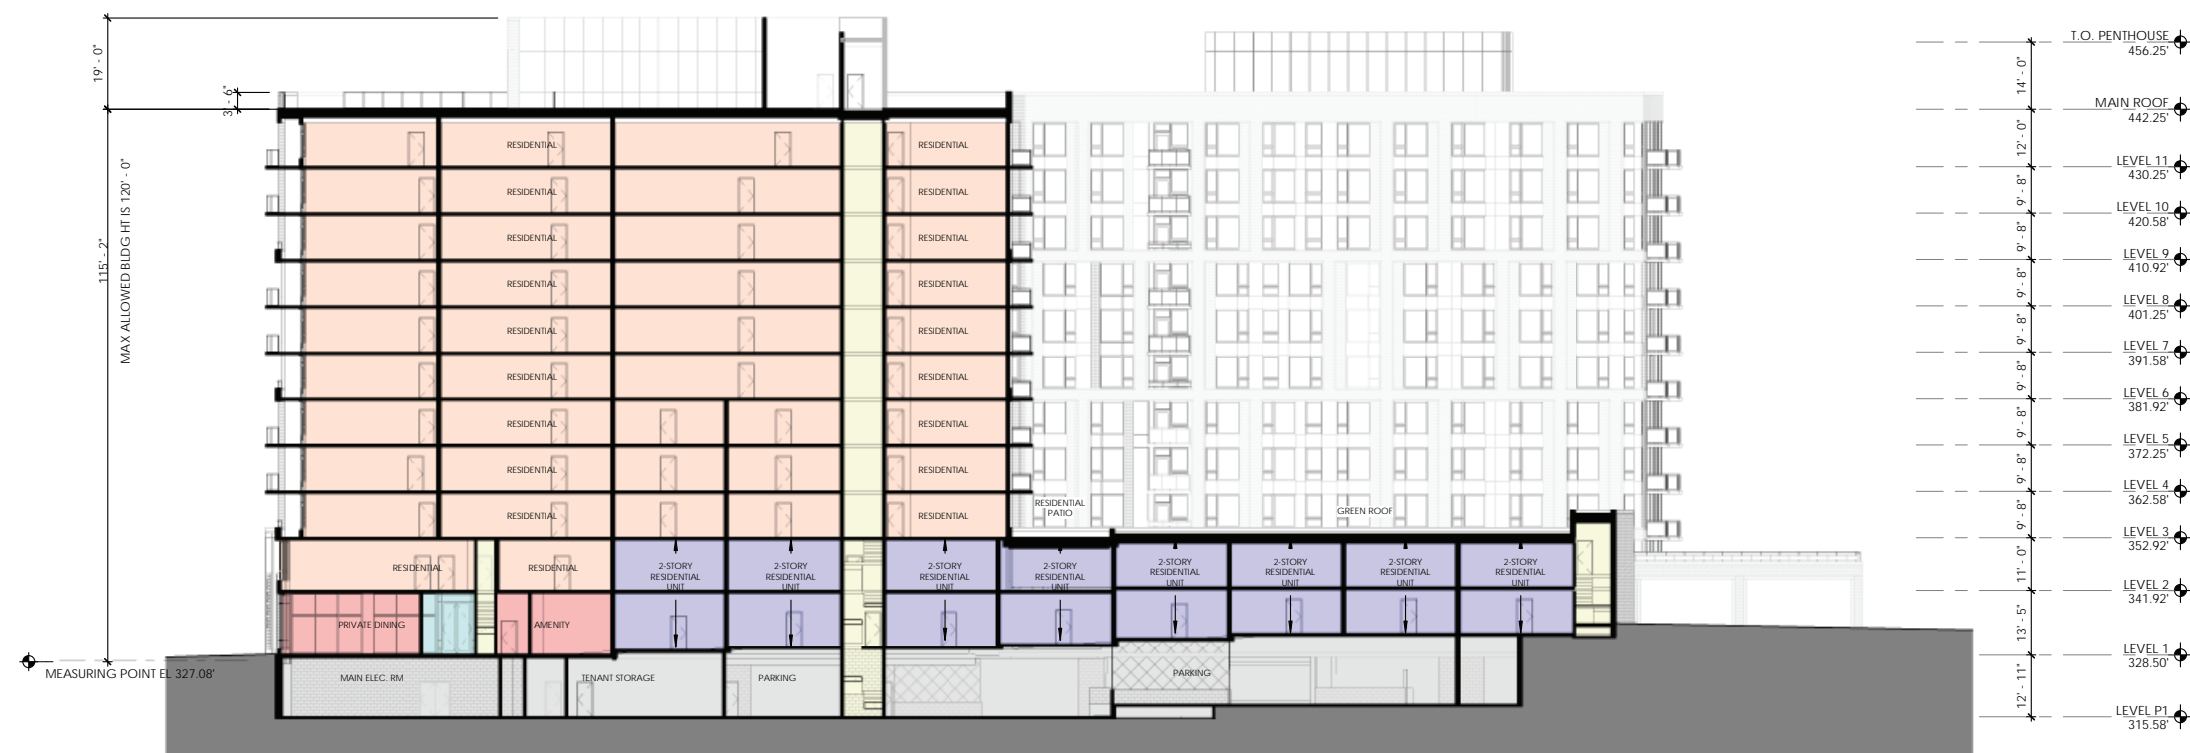 19' - 0"
3' - 6"
115' - 2"
MAX ALLOWED BLDG HT IS 120' - 0"
MEASURING POINT EL 327.08'
RESIDENTIAL RESIDENTIAL
RESIDENTIAL RESIDENTIAL
RESIDENTIAL RESIDENTIAL
RESIDENTIAL RESIDENTIAL
RESIDENTIAL RESIDENTIAL
RESIDENTIAL RESIDENTIAL
RESIDENTIAL RESIDENTIAL
RESIDENTIAL RESIDENTIAL
RESIDENTIAL RESIDENTIAL
RESIDENTIAL
PATIO
GREEN ROOF
RESIDENTIAL
RESIDENTIAL
2-STORY
RESIDENTIAL
UNIT
2-STORY
RESIDENTIAL
UNIT
2-STORY
RESIDENTIAL
UNIT
2-STORY
RESIDENTIAL
UNIT
2-STORY
RESIDENTIAL
UNIT
2-STORY
RESIDENTIAL
UNIT
2-STORY
RESIDENTIAL
UNIT
2-STORY
RESIDENTIAL
UNIT
PRIVATE DINING
AMENITY
MAIN ELEC. RM
TENANT STORAGE
PARKING
PARKING
T.O. PENTHOUSE
456.25'
14' - 0"
MAIN ROOF
442.25'
12' - 0"
LEVEL 11
430.25'
9' - 8"
LEVEL 10
420.58'
9' - 8"
LEVEL 9
410.92'
9' - 8"
LEVEL 8
401.25'
9' - 8"
LEVEL 7
391.58'
9' - 8"
LEVEL 6
381.92'
9' - 8"
LEVEL 5
372.25'
9' - 8"
LEVEL 4
362.58'
9' - 8"
LEVEL 3
352.92'
11' - 0"
LEVEL 2
341.92'
13' - 5"
LEVEL 1
328.50'
12' - 11"
LEVEL P1
315.58'